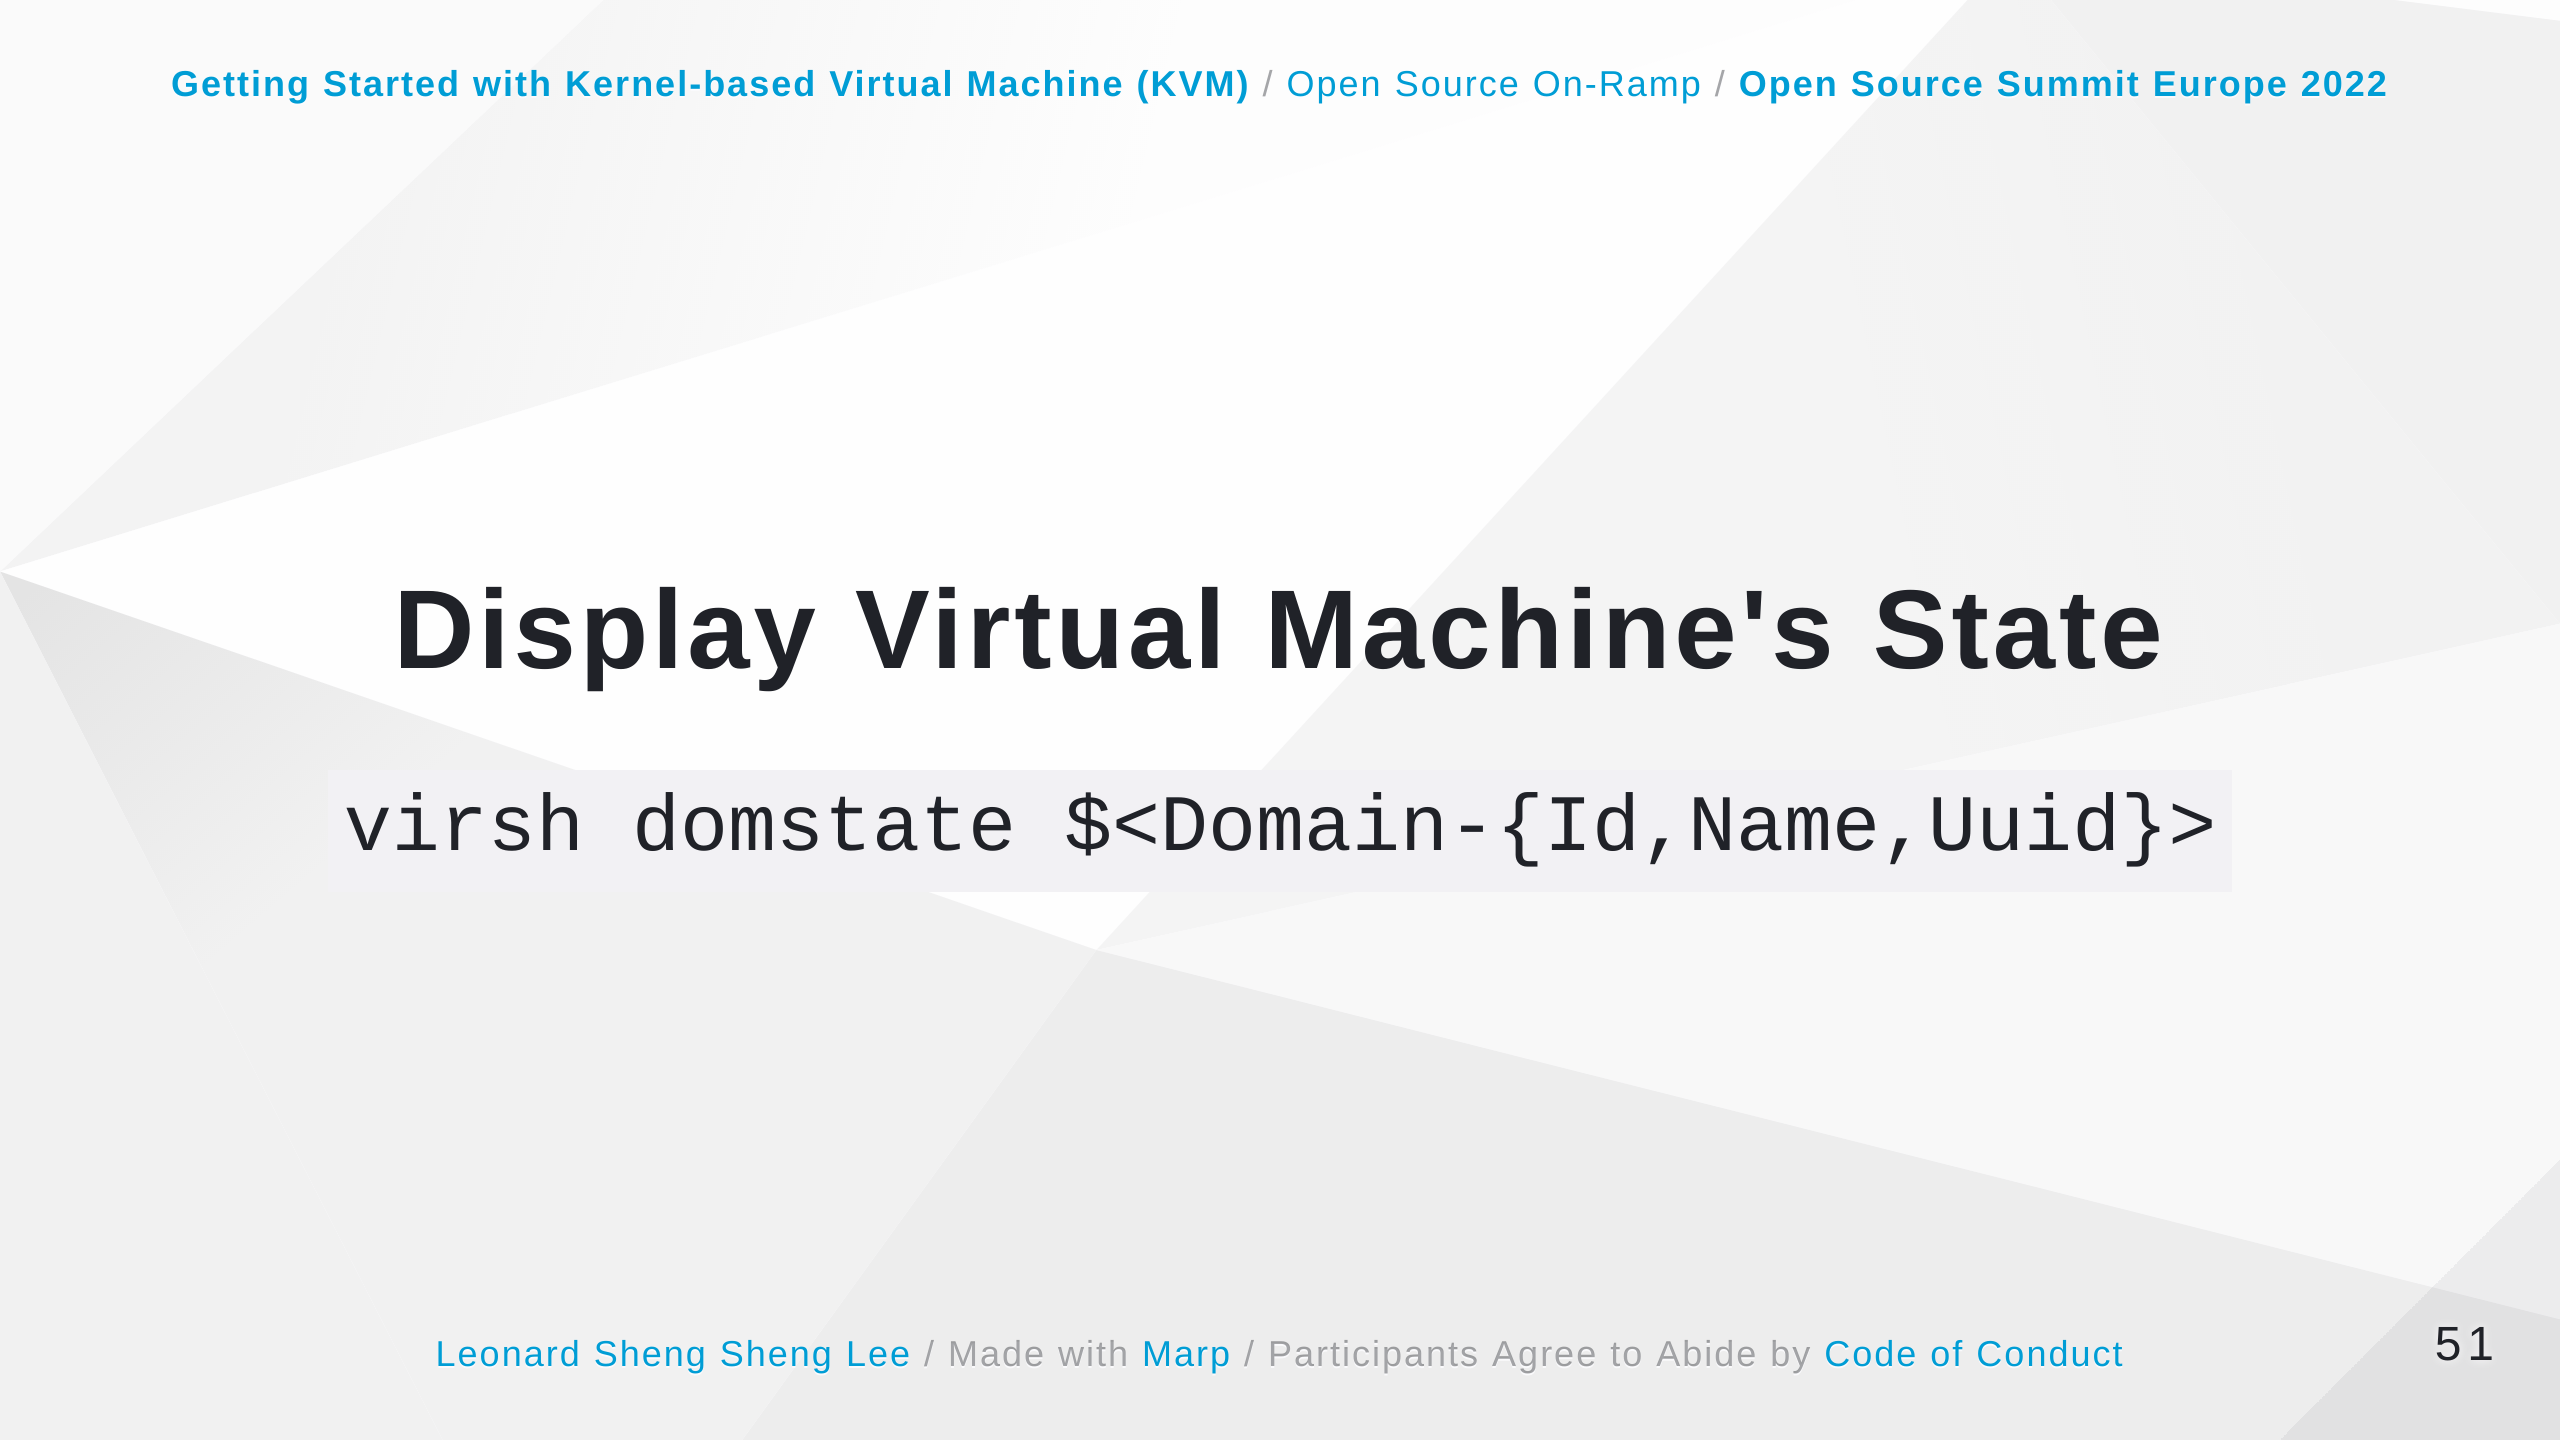 Getting Started with Kernel-based Virtual Machine (KVM) / Open Source On-Ramp / Open Source Summit Europe 2022
Display Virtual Machine's State
virsh domstate $<Domain-{Id,Name,Uuid}>
Leonard Sheng Sheng Lee / Made with Marp / Participants Agree to Abide by Code of Conduct
51